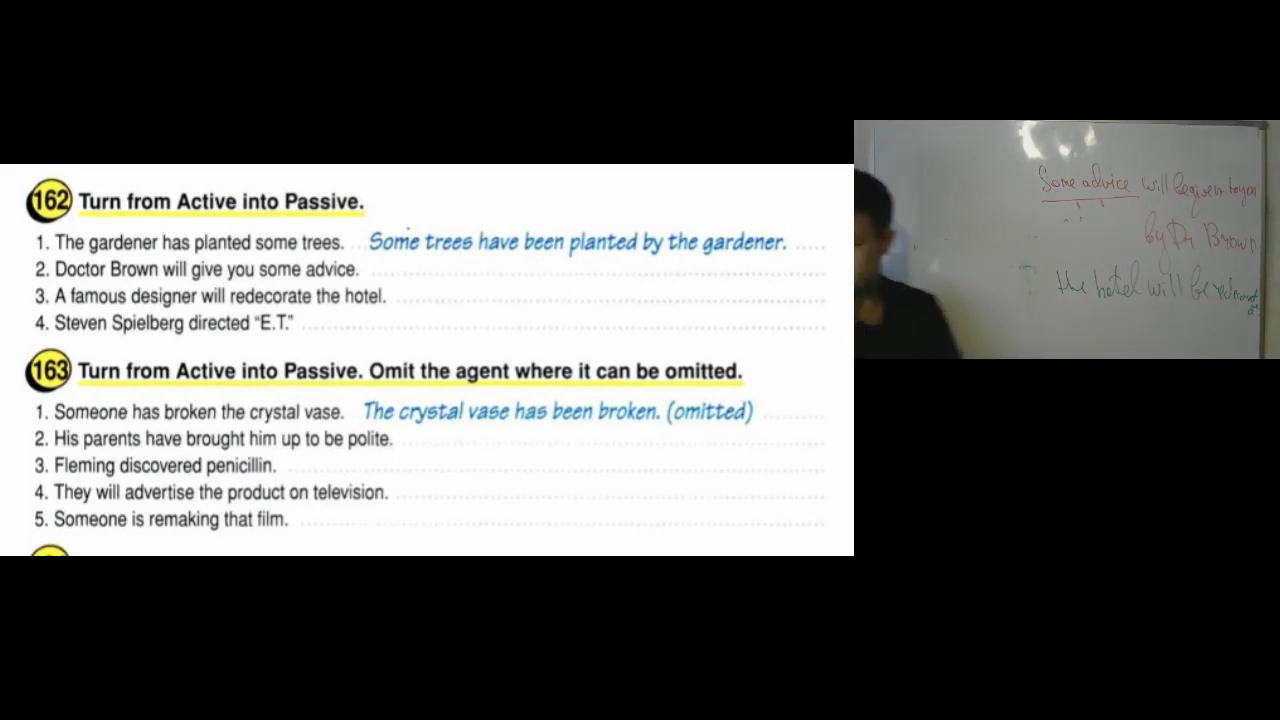 162 Turn from Active into Passive.
1. The gardener has planted some trees. Some trees have been planted by the gardener.
2. Doctor Brown will give you some advice.
3. A famous designer will redecorate the hotel.
4. Steven Spielberg directed “E.T.”
163 Turn from Active into Passive. Omit the agent where it can be omitted.
1. Someone has broken the crystal vase. The crystal vase has been broken. (omitted)
2. His parents have brought him up to be polite.
3. Fleming discovered penicillin.
4. They will advertise the product on television.
5. Someone is remaking that film.
Some advice will be given to you
by Dr Brown
the hotel will be